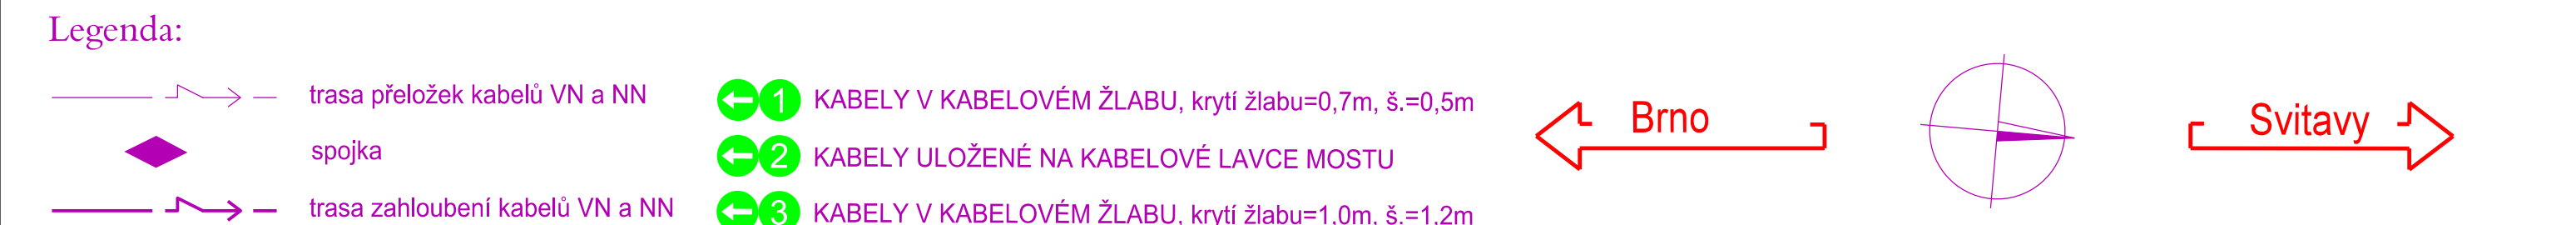 Legenda:
trasa přeložek kabelů VN a NN
spojka
trasa zahloubení kabelů VN a NN
1 KABELY V KABELOVÉM ŽLABU, krytí žlabu=0,7m, š.=0,5m
2 KABELY ULOŽENÉ NA KABELOVÉ LAVCE MOSTU
3 KABELY V KABELOVÉM ŽLABU, krytí žlabu=1,0m, š.=1,2m
Brno
Svitavy